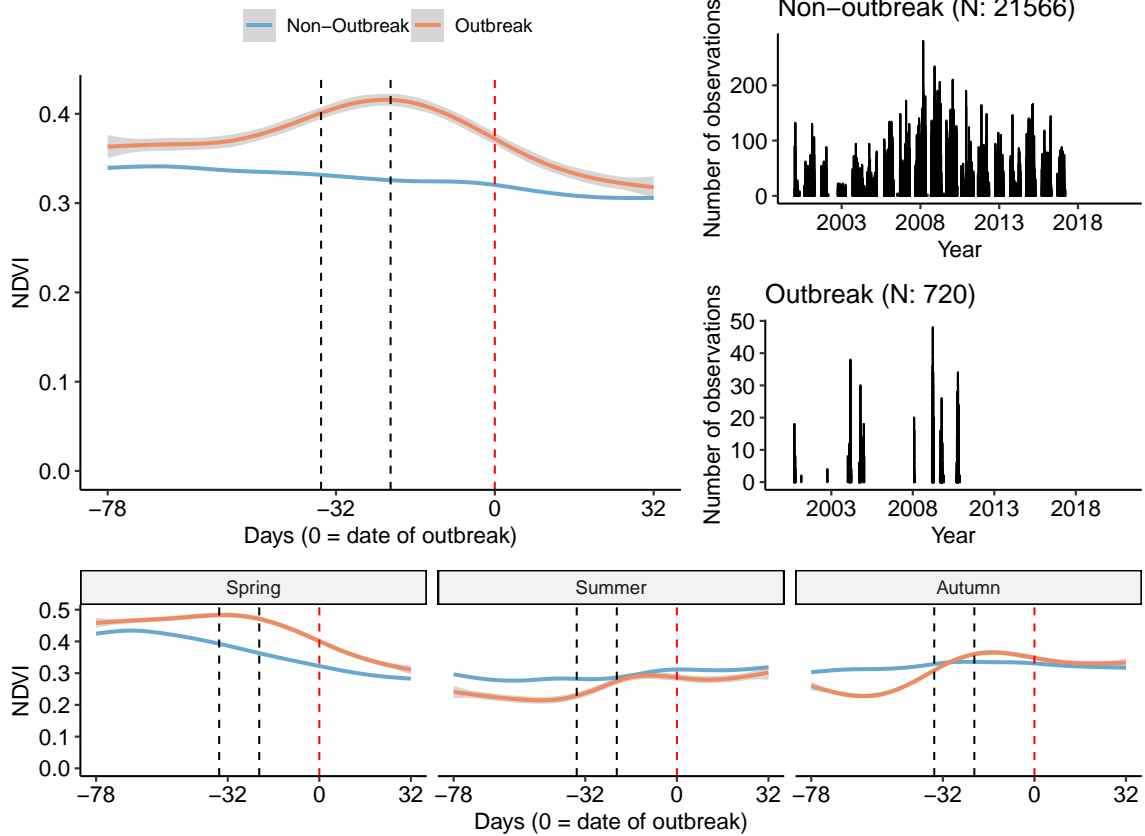 Non−Outbreak
Outbreak
0.4
0.3
0.2
0.1
0.0
NDVI
−78
−32
0
32
Days (0 = date of outbreak)
Non−outbreak (N: 21566)
Number of observations
200
100
0
2003
2008
2013
2018
Year
Outbreak (N: 720)
Number of observations
50
40
30
20
10
0
2003
2008
2013
2018
Year
Spring
Summer
Autumn
NDVI
0.5
0.4
0.3
0.2
0.1
0.0
−78
−32
0
32
−78
−32
0
32
−78
−32
0
32
Days (0 = date of outbreak)